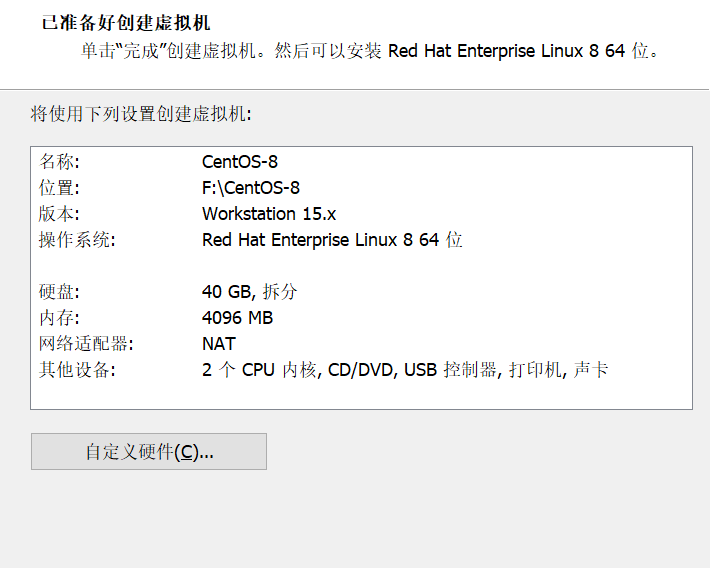 已准备好创建虚拟机
单击“完成”创建虚拟机。然后可以安装 Red Hat Enterprise Linux 8 64 位。
将使用下列设置创建虚拟机:
名称: CentOS-8
位置: F:\CentOS-8
版本: Workstation 15.x
操作系统: Red Hat Enterprise Linux 8 64 位
硬盘: 40 GB, 拆分
内存: 4096 MB
网络适配器: NAT
其他设备: 2 个 CPU 内核, CD/DVD, USB 控制器, 打印机, 声卡
自定义硬件(C)...